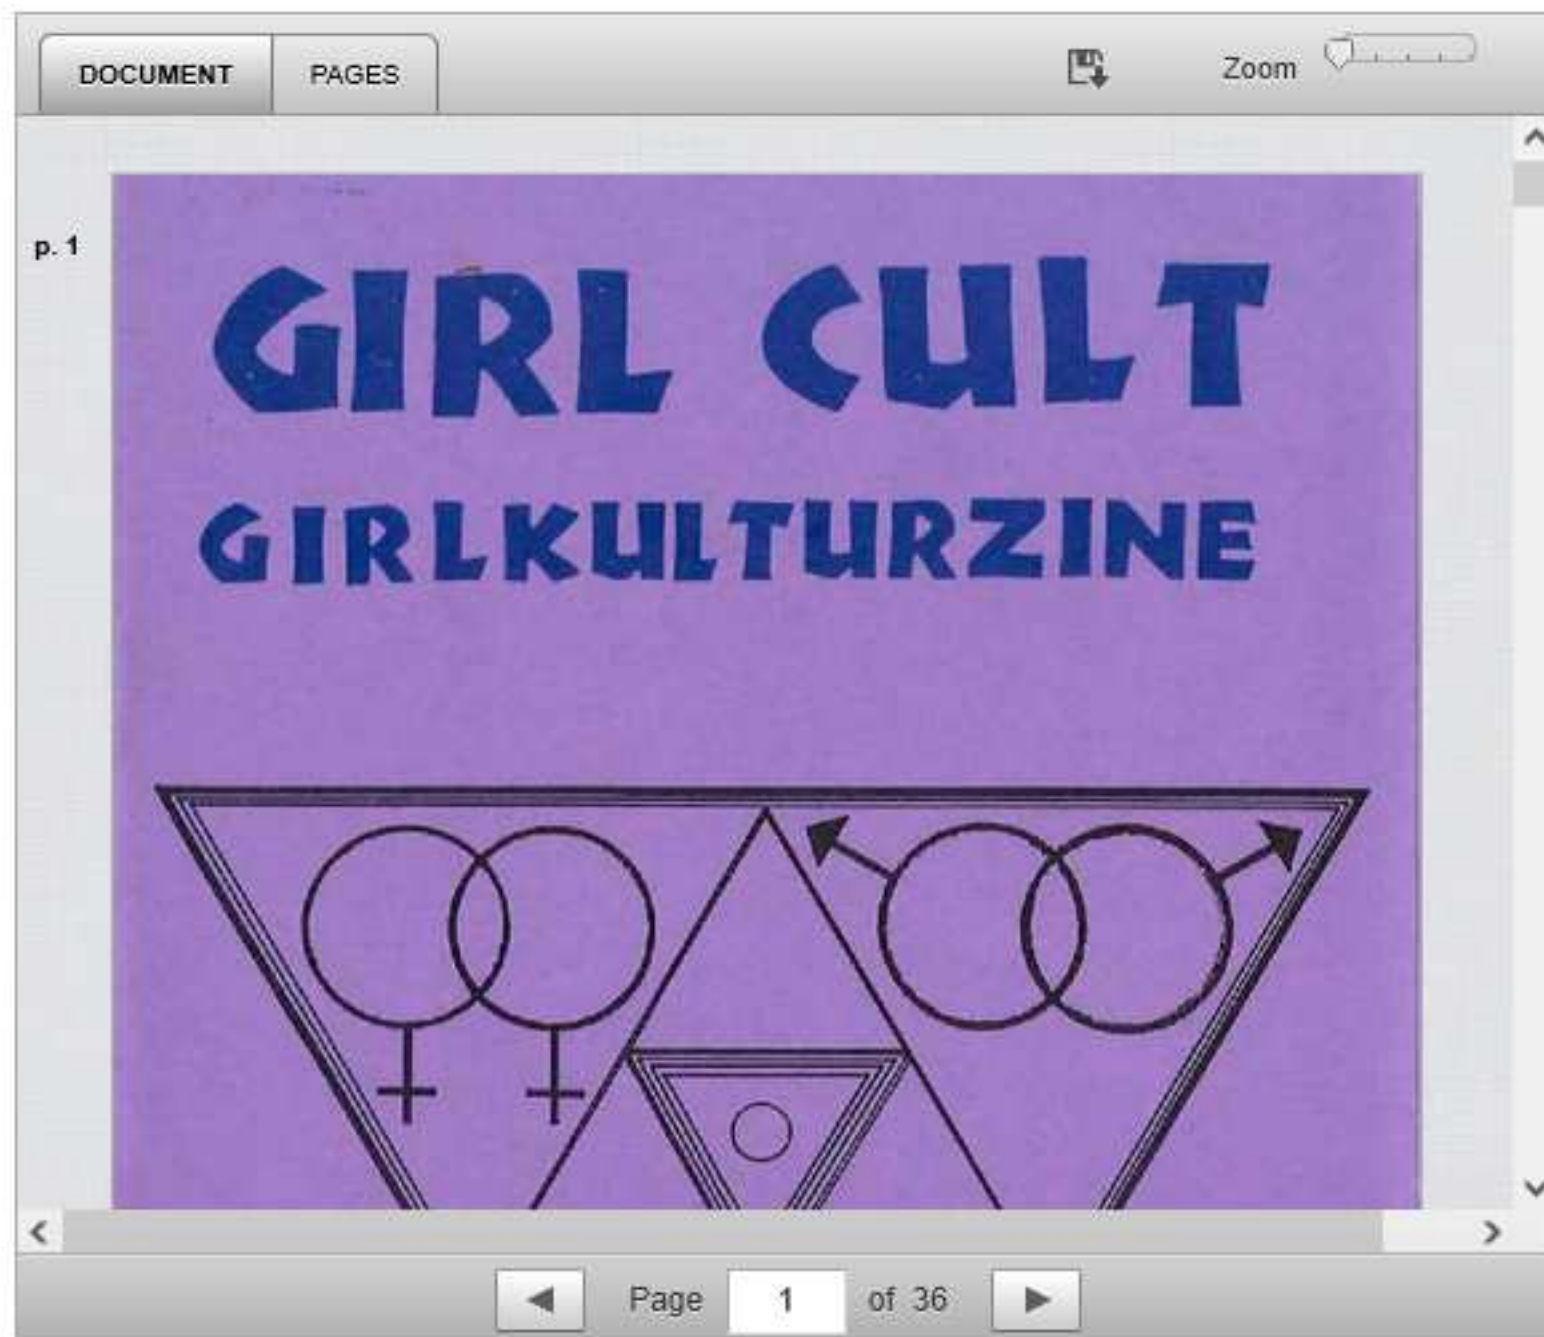 DOCUMENT PAGES Zoom
p. 1
GIRL CULT
GIRLKULTURZINE
Page 1 of 36